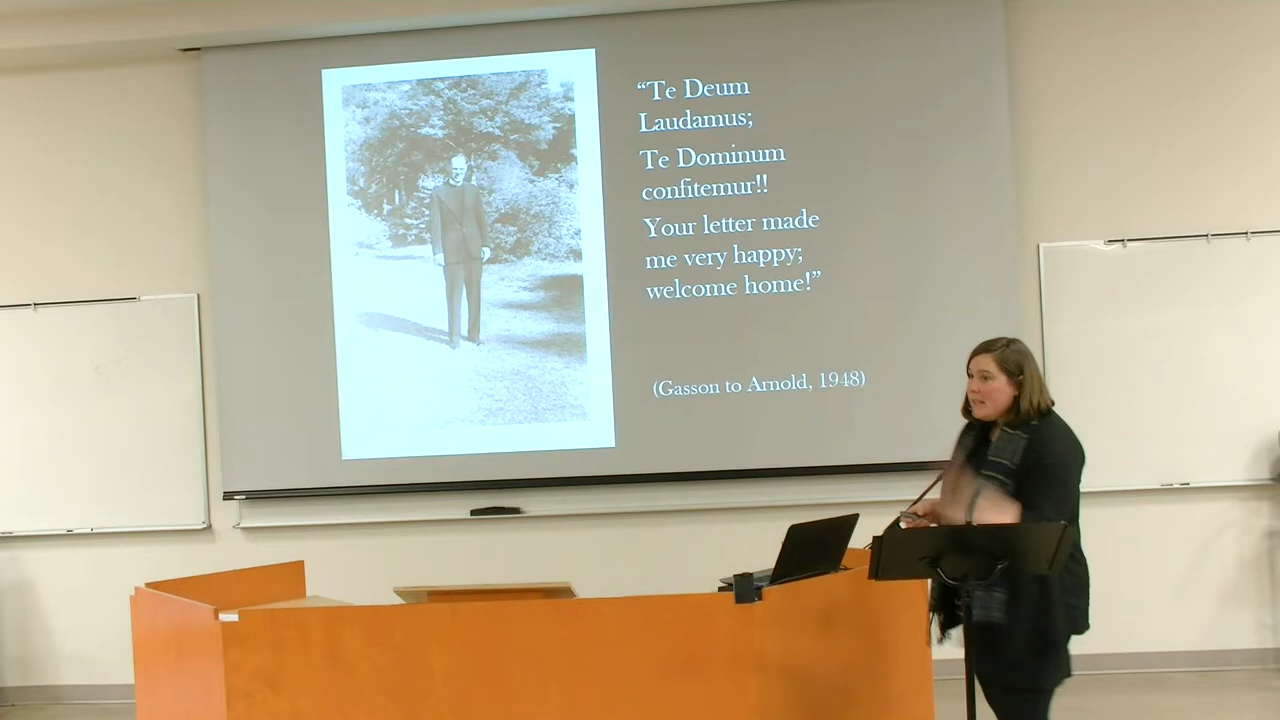 “Te Deum
Laudamus;
Te Dominum
confitemur!!
Your letter made
me very happy;
welcome home!”
(Gasson to Arnold, 1948)